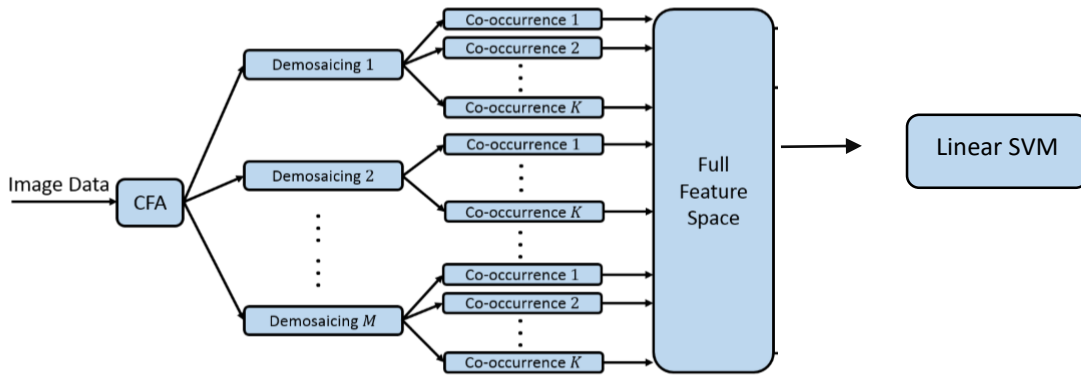 Image Data
CFA
Demosaicing 1
Demosaicing 2
Demosaicing M
Co-occurrence 1
Co-occurrence 2
Co-occurrence K
Co-occurrence 1
Co-occurrence K
Co-occurrence 1
Co-occurrence 2
Co-occurrence K
Full
Feature
Space
Linear SVM